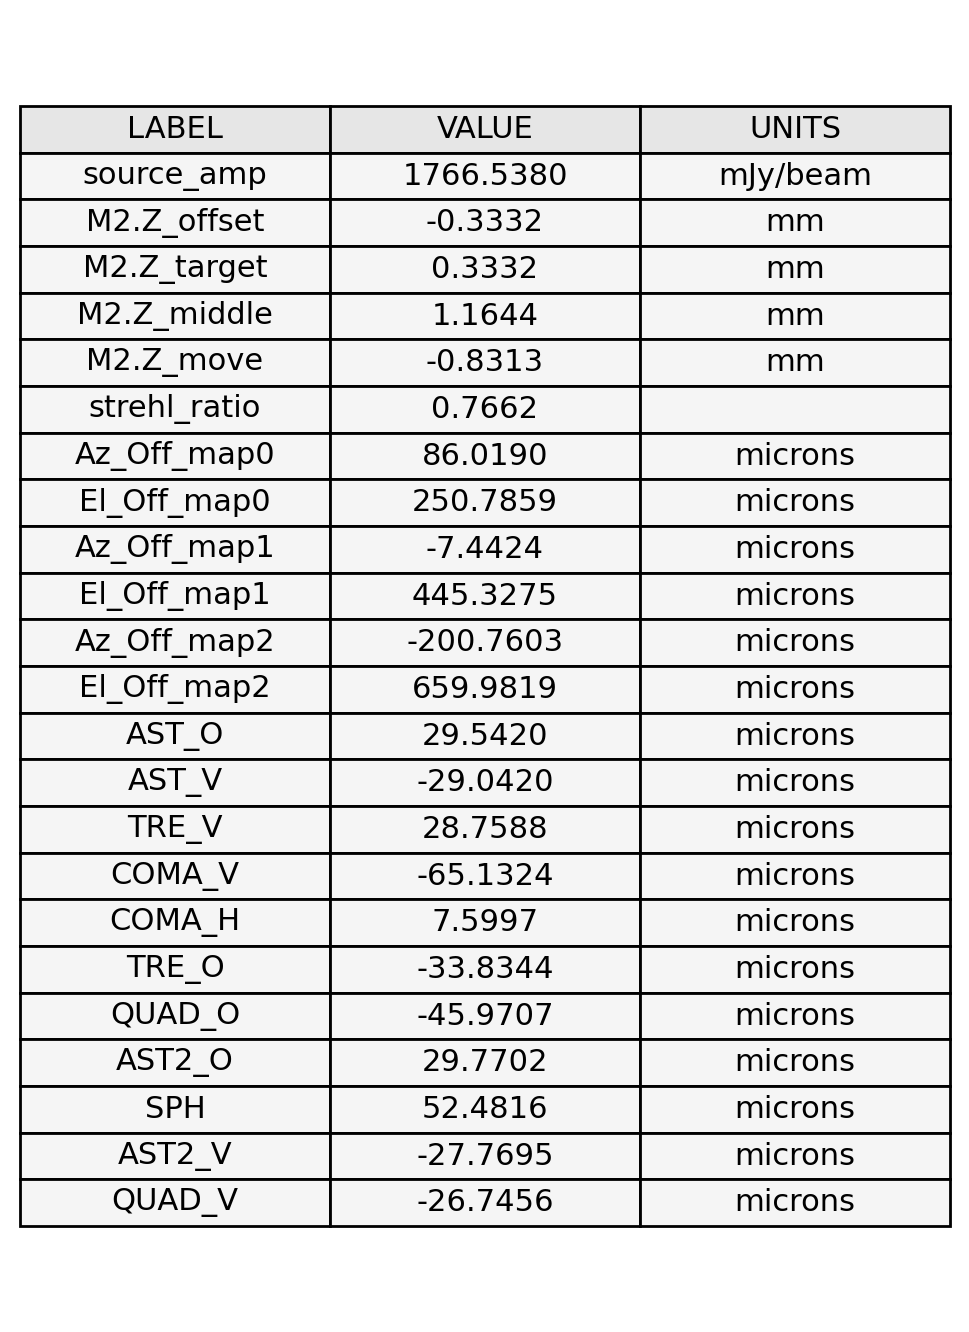 LABEL VALUE UNITS
source_amp 1766.5380 mJy/beam
M2.Z_offset -0.3332 mm
M2.Z_target 0.3332 mm
M2.Z_middle 1.1644 mm
M2.Z_move -0.8313 mm
strehl_ratio 0.7662
Az_Off_map0 86.0190 microns
El_Off_map0 250.7859 microns
Az_Off_map1 -7.4424 microns
El_Off_map1 445.3275 microns
Az_Off_map2 -200.7603 microns
El_Off_map2 659.9819 microns
AST_O 29.5420 microns
AST_V -29.0420 microns
TRE_V 28.7588 microns
COMA_V -65.1324 microns
COMA_H 7.5997 microns
TRE_O -33.8344 microns
QUAD_O -45.9707 microns
AST2_O 29.7702 microns
SPH 52.4816 microns
AST2_V -27.7695 microns
QUAD_V -26.7456 microns